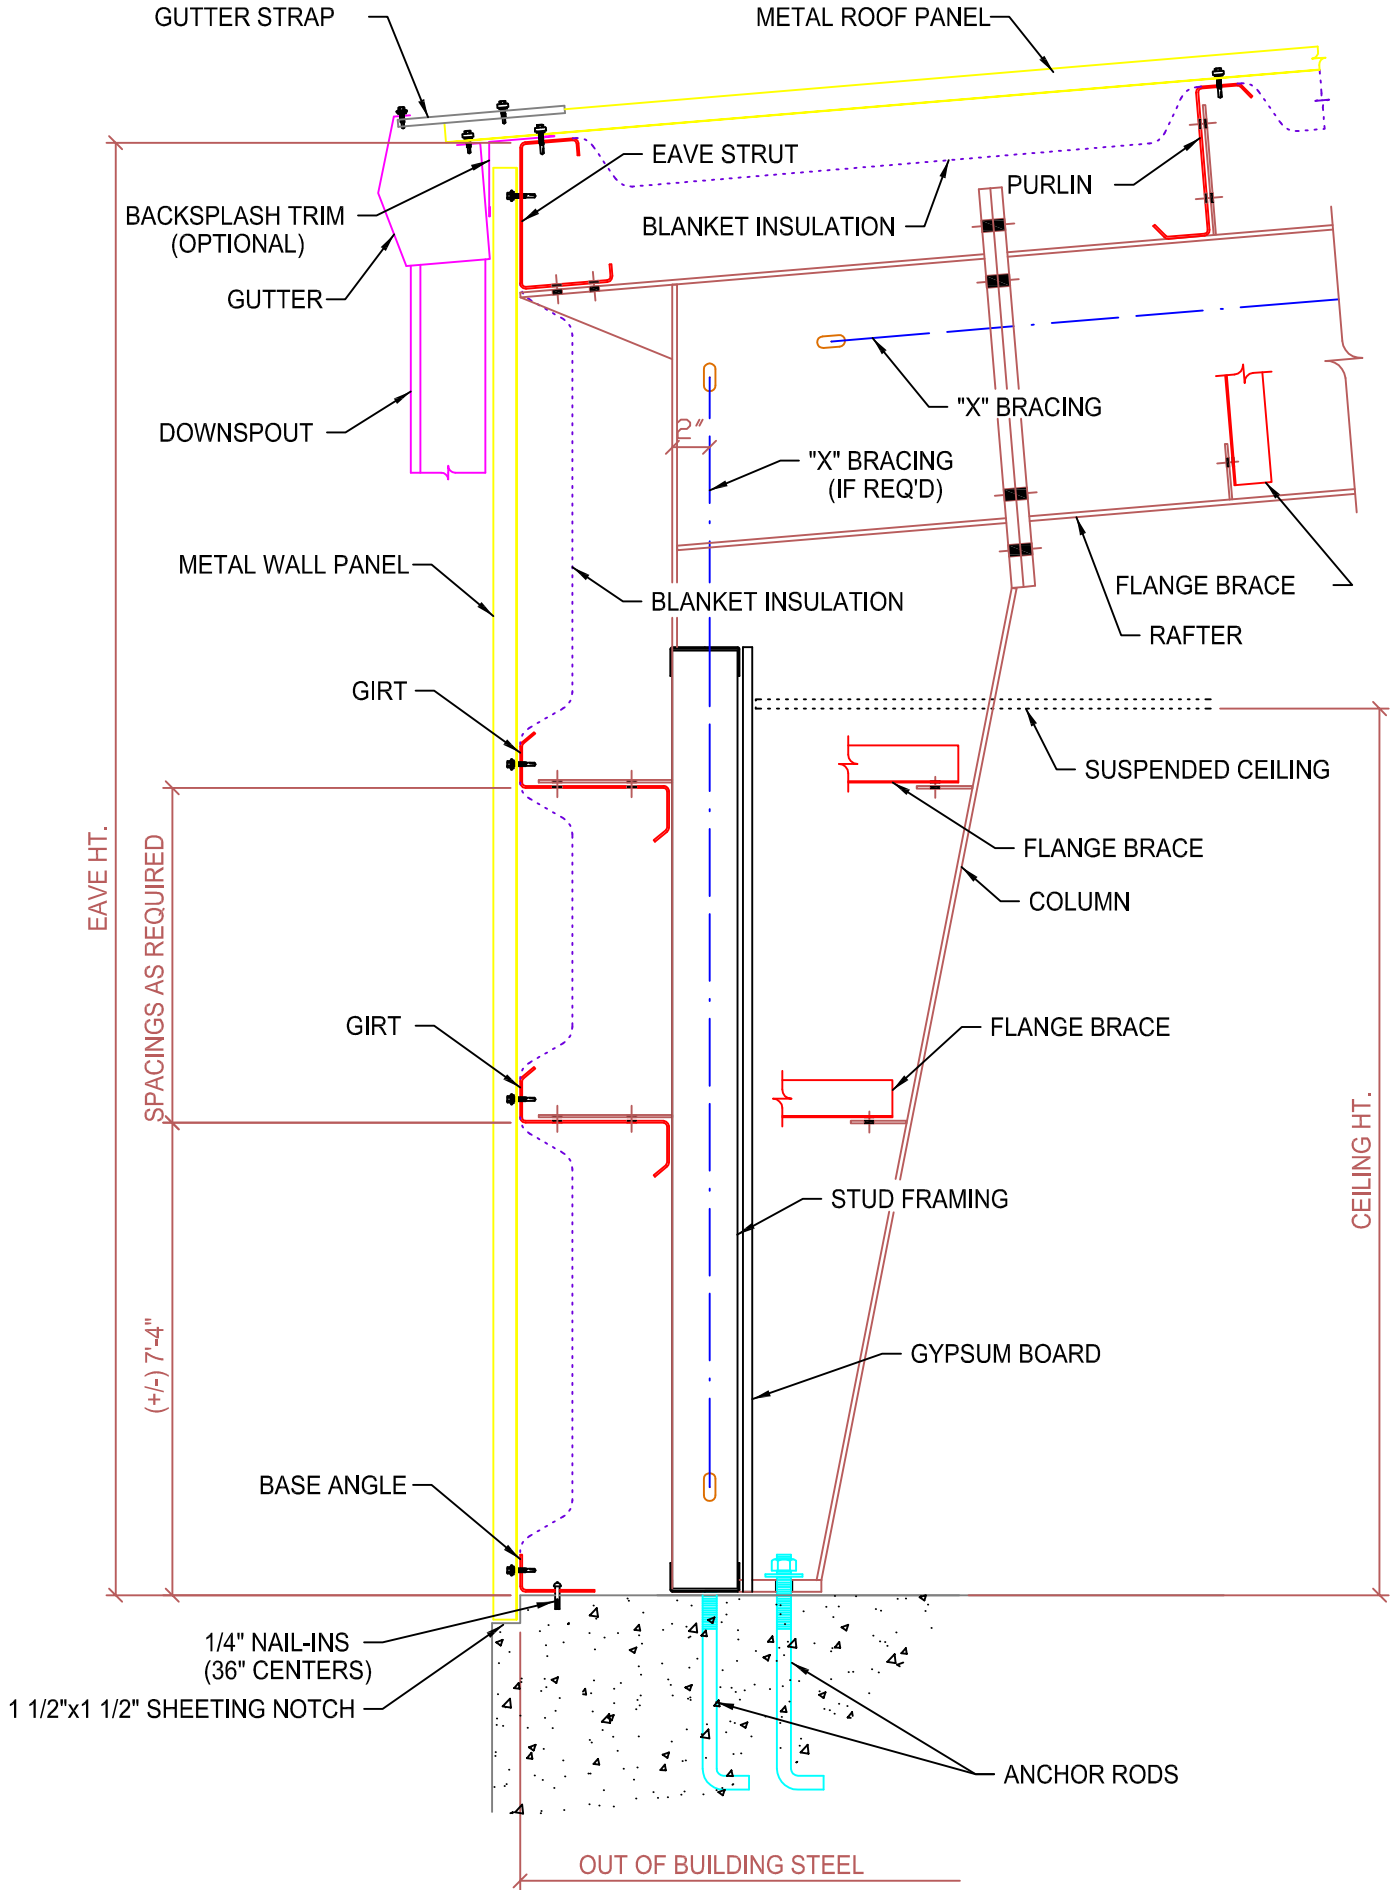 GUTTER STRAP
METAL ROOF PANEL
EAVE STRUT
PURLIN
BACKSPLASH TRIM
(OPTIONAL)
BLANKET INSULATION
GUTTER
"X" BRACING
DOWNSPOUT
2"
"X" BRACING
(IF REQ'D)
METAL WALL PANEL
BLANKET INSULATION
FLANGE BRACE
RAFTER
GIRT
SUSPENDED CEILING
EAVE HT.
SPACINGS AS REQUIRED
FLANGE BRACE
COLUMN
GIRT
FLANGE BRACE
CEILING HT.
STUD FRAMING
(+/-) 7'-4"
GYPSUM BOARD
BASE ANGLE
1/4" NAIL-INS
(36" CENTERS)
1 1/2"x1 1/2" SHEETING NOTCH
ANCHOR RODS
OUT OF BUILDING STEEL